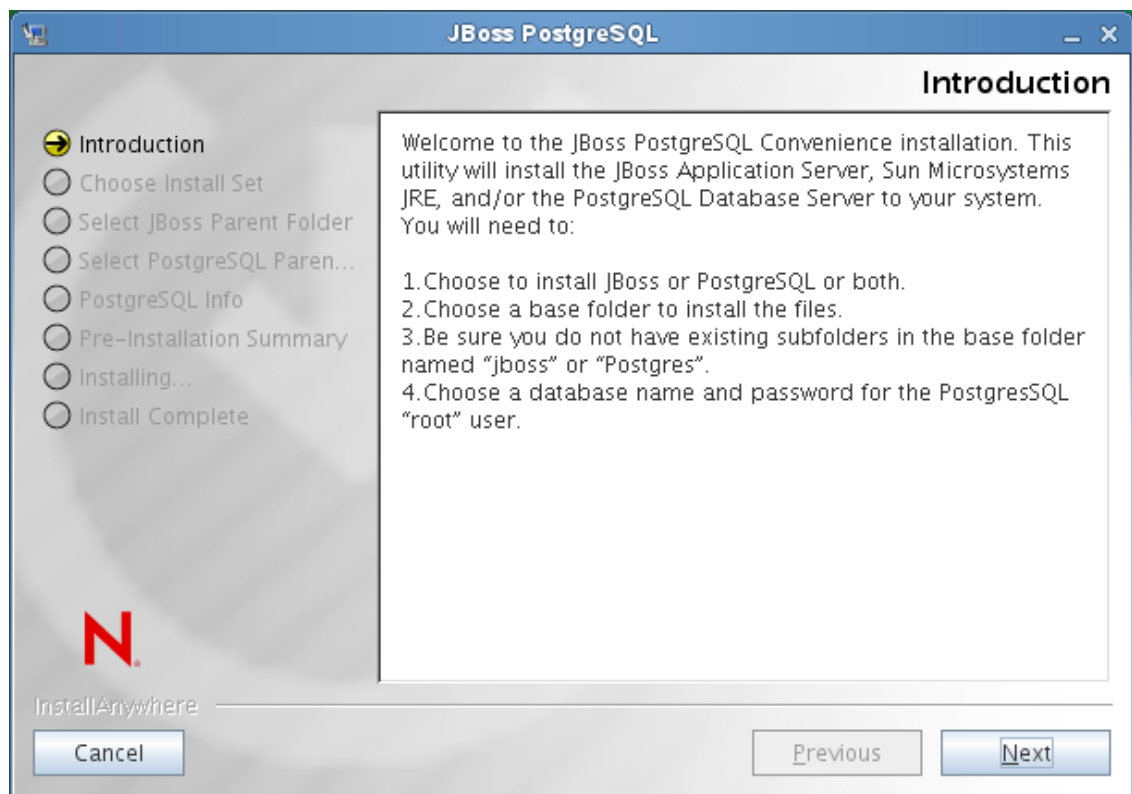 JBoss PostgreSQL
Introduction
Introduction
Choose Install Set
Select JBoss Parent Folder
Select PostgreSQL Paren...
PostgreSQL Info
Pre-Installation Summary
Installing...
Install Complete
Welcome to the JBoss PostgreSQL Convenience installation. This
utility will install the JBoss Application Server, Sun Microsystems
JRE, and/or the PostgreSQL Database Server to your system.
You will need to:
1.Choose to install JBoss or PostgreSQL or both.
2.Choose a base folder to install the files.
3.Be sure you do not have existing subfolders in the base folder
named “jboss” or “Postgres”.
4.Choose a database name and password for the PostgresSQL
“root” user.
N
InstallAnywhere
Cancel
Previous
Next